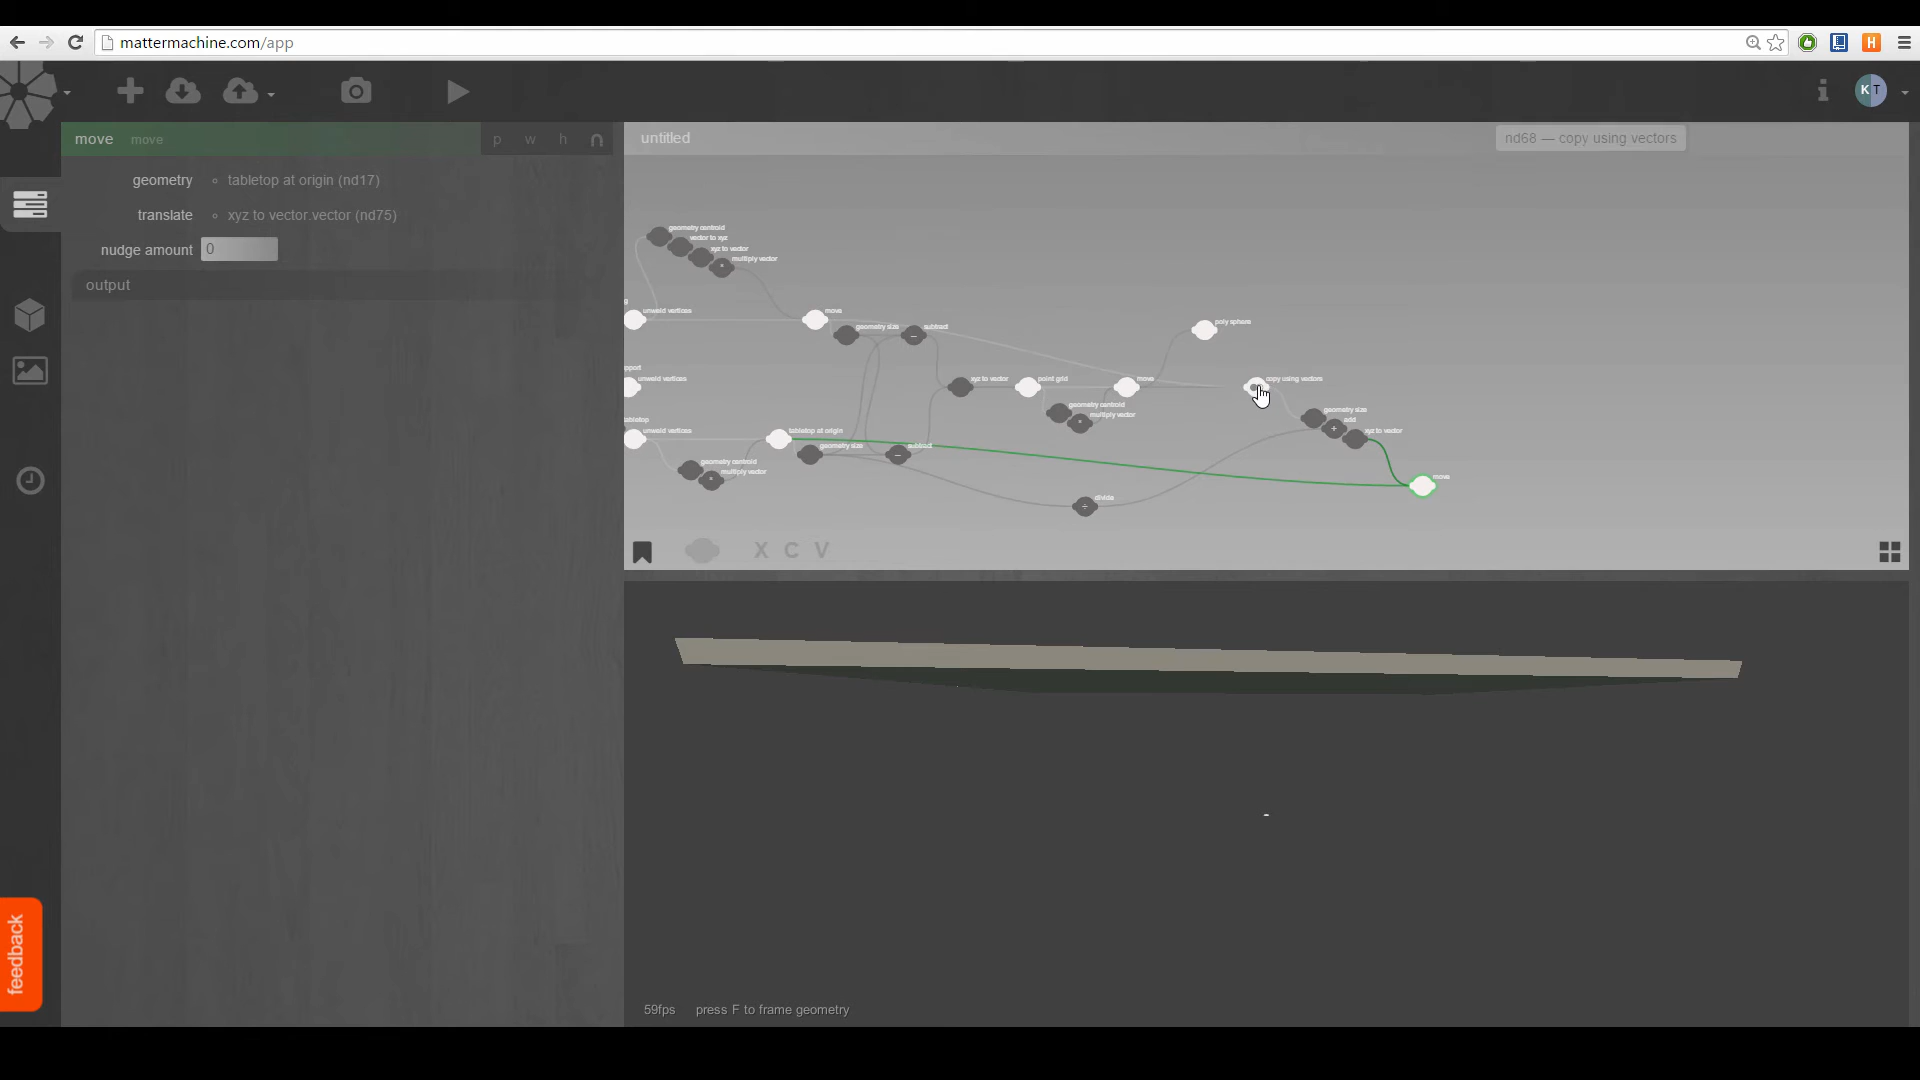 mattermachine.com/app
H
K T
move move
p w h
untitled
nd68 — copy using vectors
geometry tabletop at origin (nd17)
translate xyz to vector.vector (nd75)
nudge amount 0
output
geometry centroid
vector to xyz
xyz to vector
multiply vector
g
unweld vertices
move
geometry size
subtract
poly sphere
pport
unweld vertices
xyz to vector
point grid
move
copy using vectors
geometry centroid
multiply vector
geometry size
add
xyz to vector
abletop
unweld vertices
tabletop at origin
geometry size
subtract
geometry centroid
multiply vector
divide
move
X C V
feedback
59fps press F to frame geometry